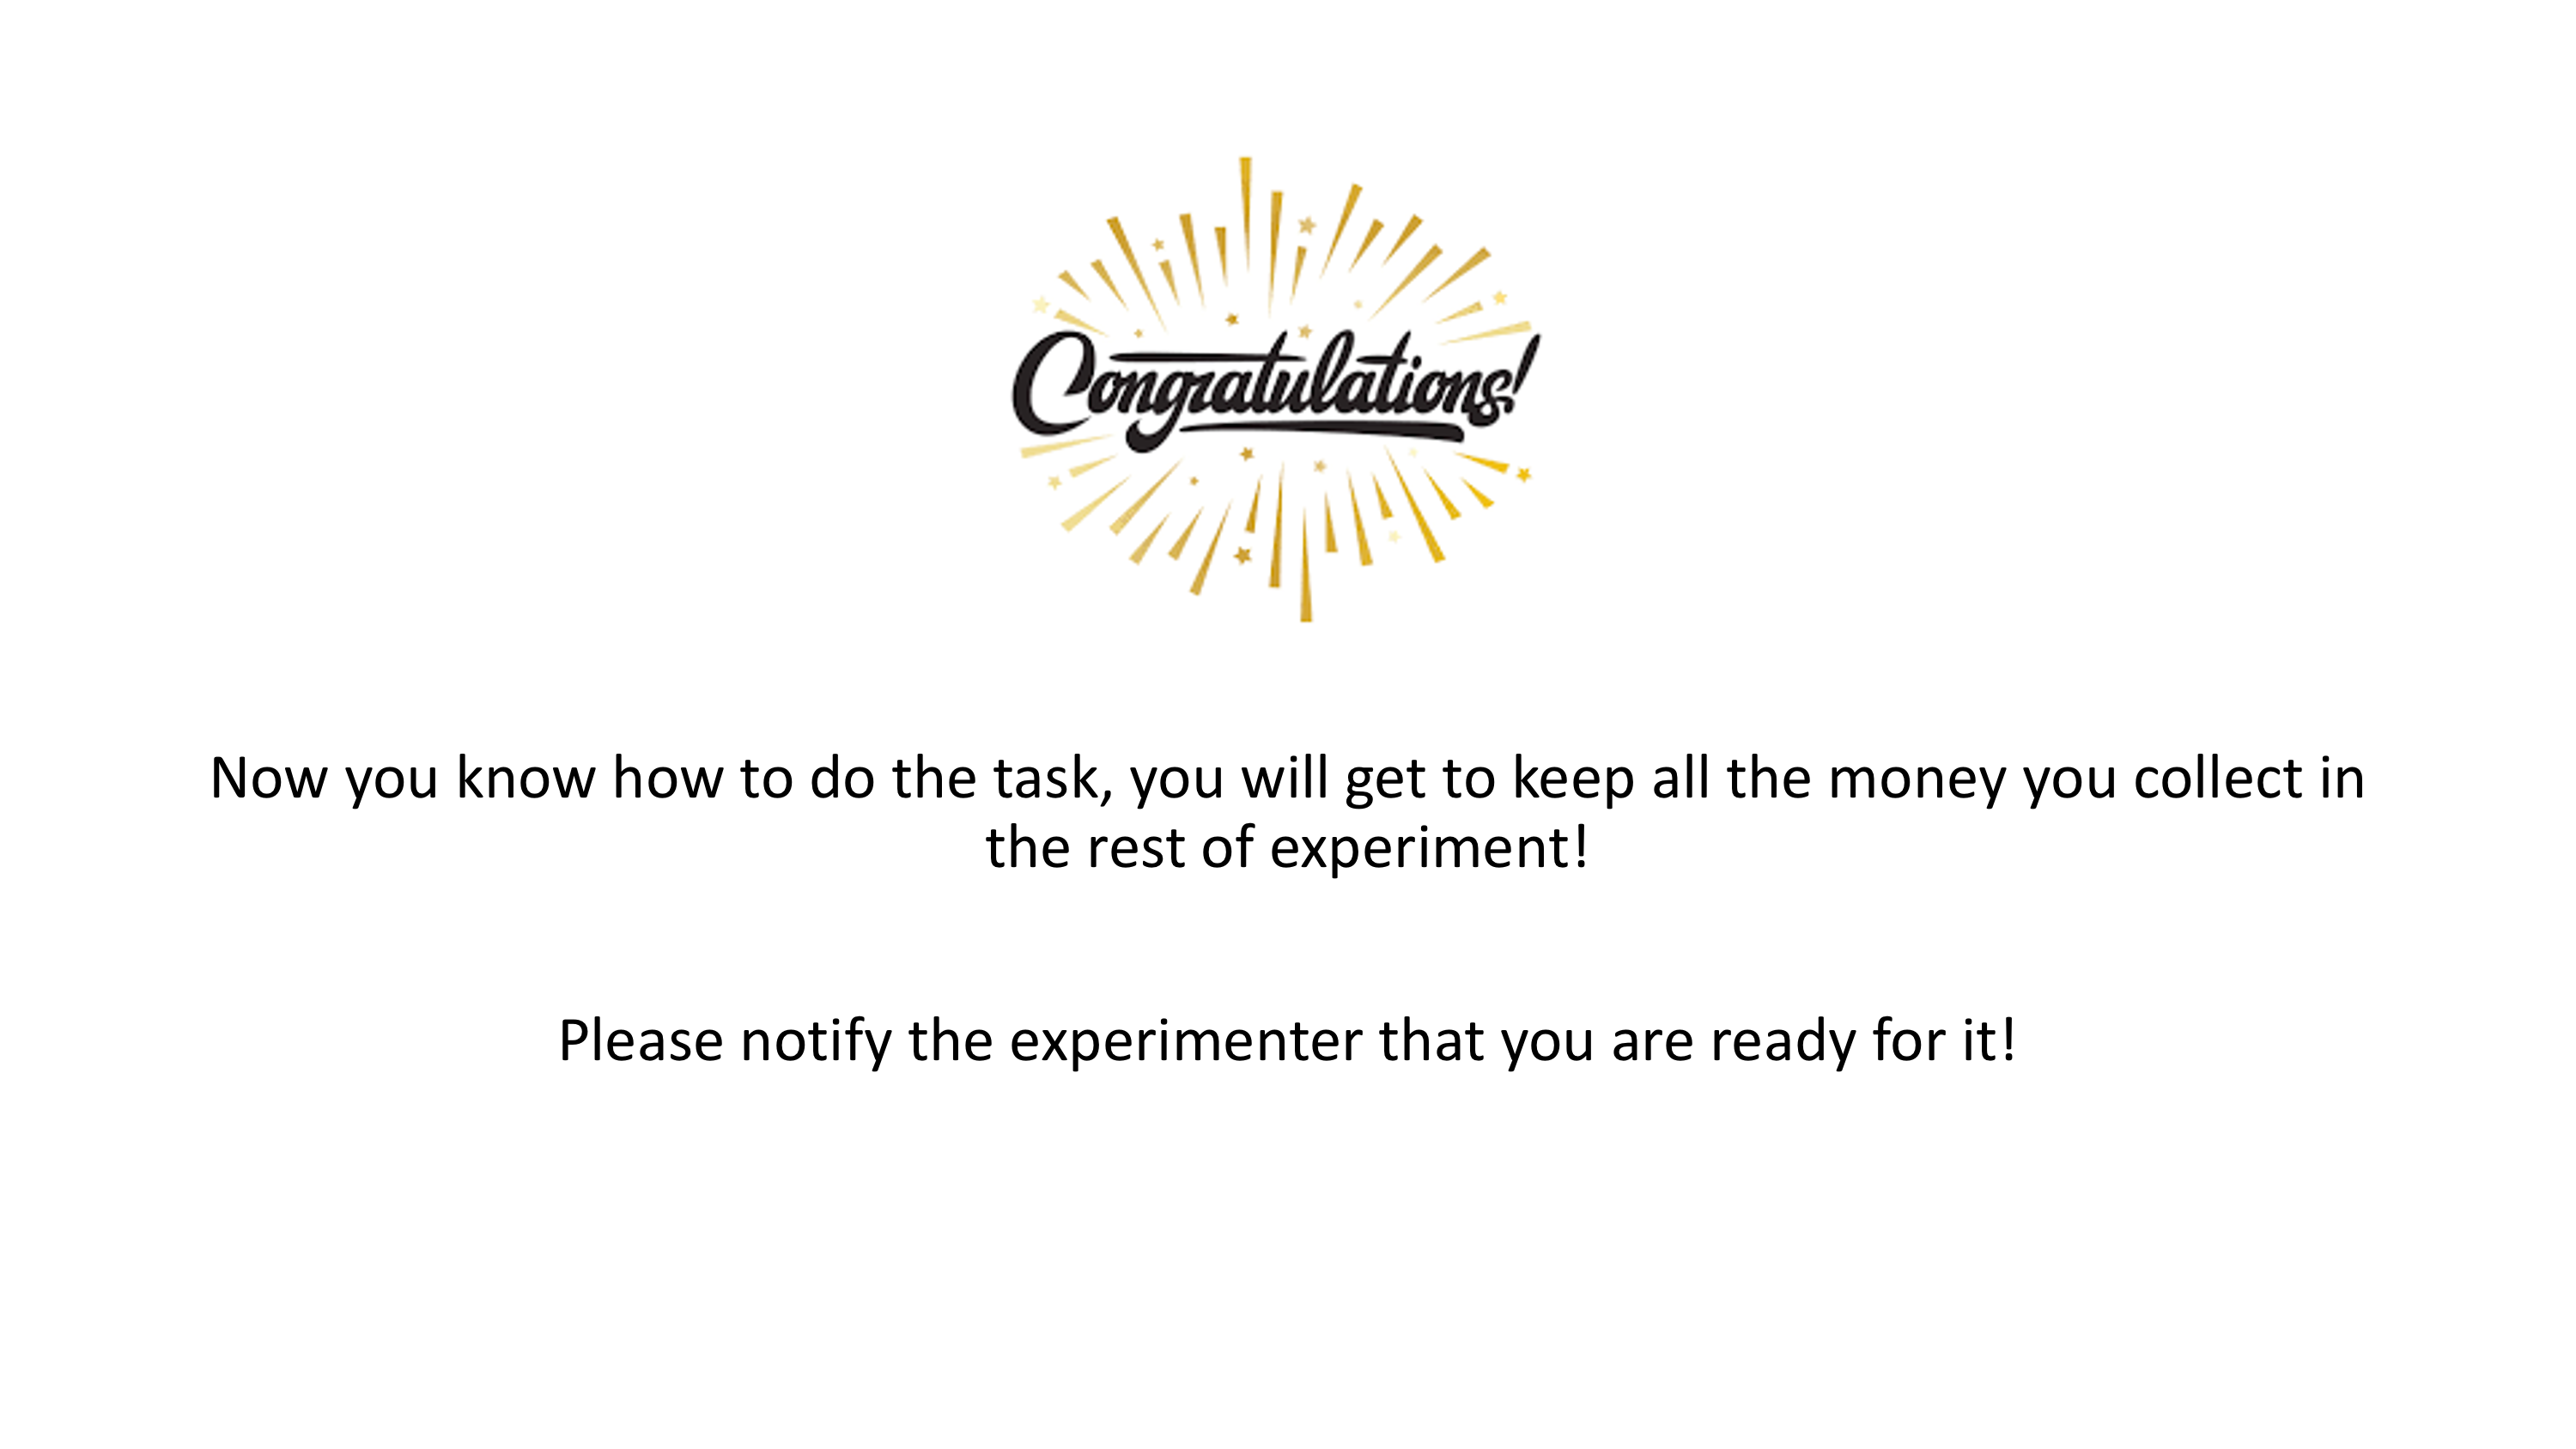 Congratulations!
Now you know how to do the task, you will get to keep all the money you collect in
the rest of experiment!
Please notify the experimenter that you are ready for it!